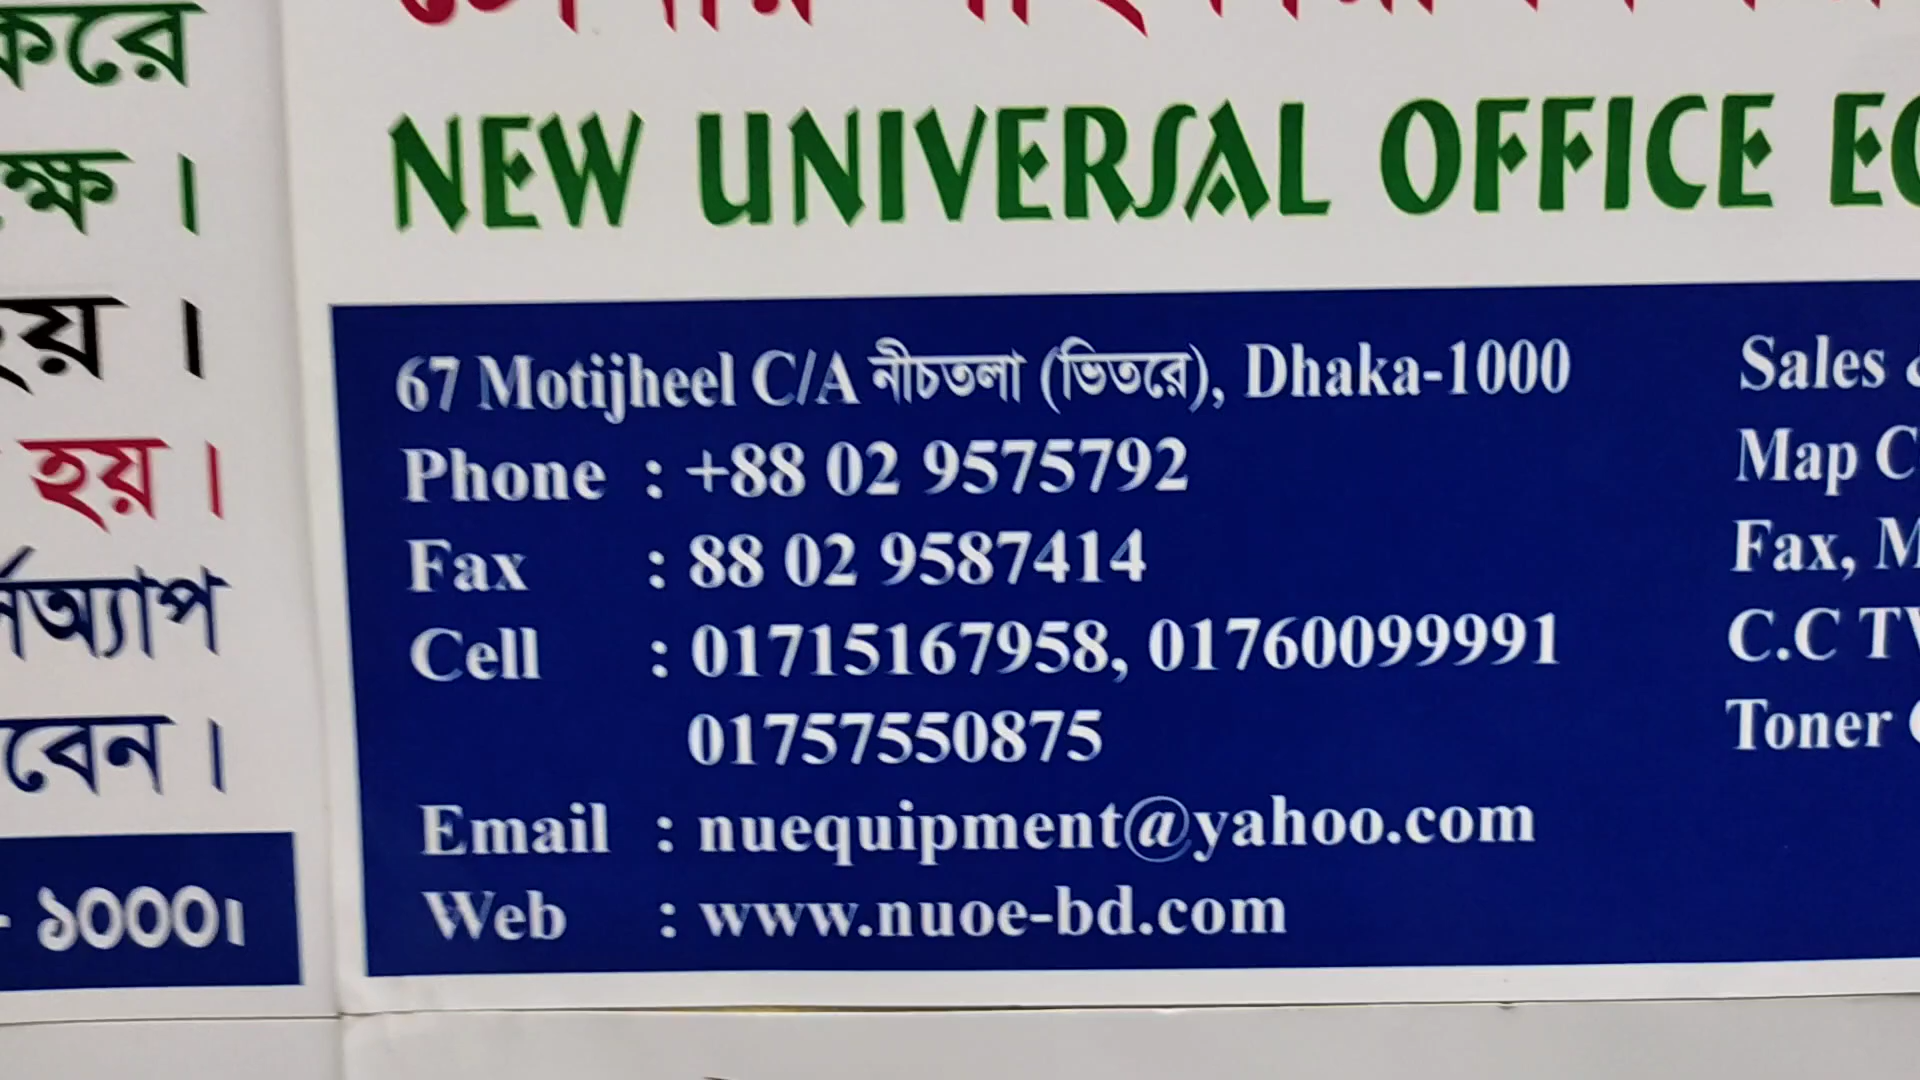 করে
ক্ষ ।
হয় ।
হয় ।
অ্যাপ
বেন ।
- ১০০০।
NEW UNIVERSAL OFFICE
67 Motijheel C/A নীচতলা (ভিতরে), Dhaka-1000
Phone : +88 02 9575792
Fax : 88 02 9587414
Cell : 01715167958, 01760099991
01757550875
Email : nuequipment@yahoo.com
Web : www.nuoe-bd.com
Sales
Map
Fax,
C.C
Toner